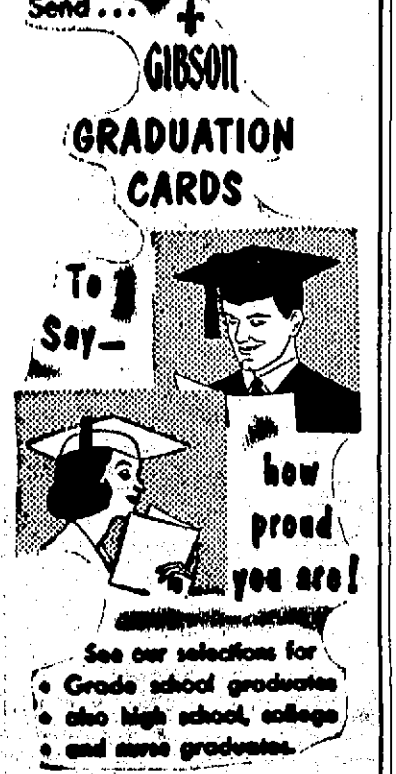 Send...
GIBSON
GRADUATION
CARDS
To
Say—
how
proud
you are!
See our selections for
• Grade school graduates
• also high school, college
• and nurse graduates.